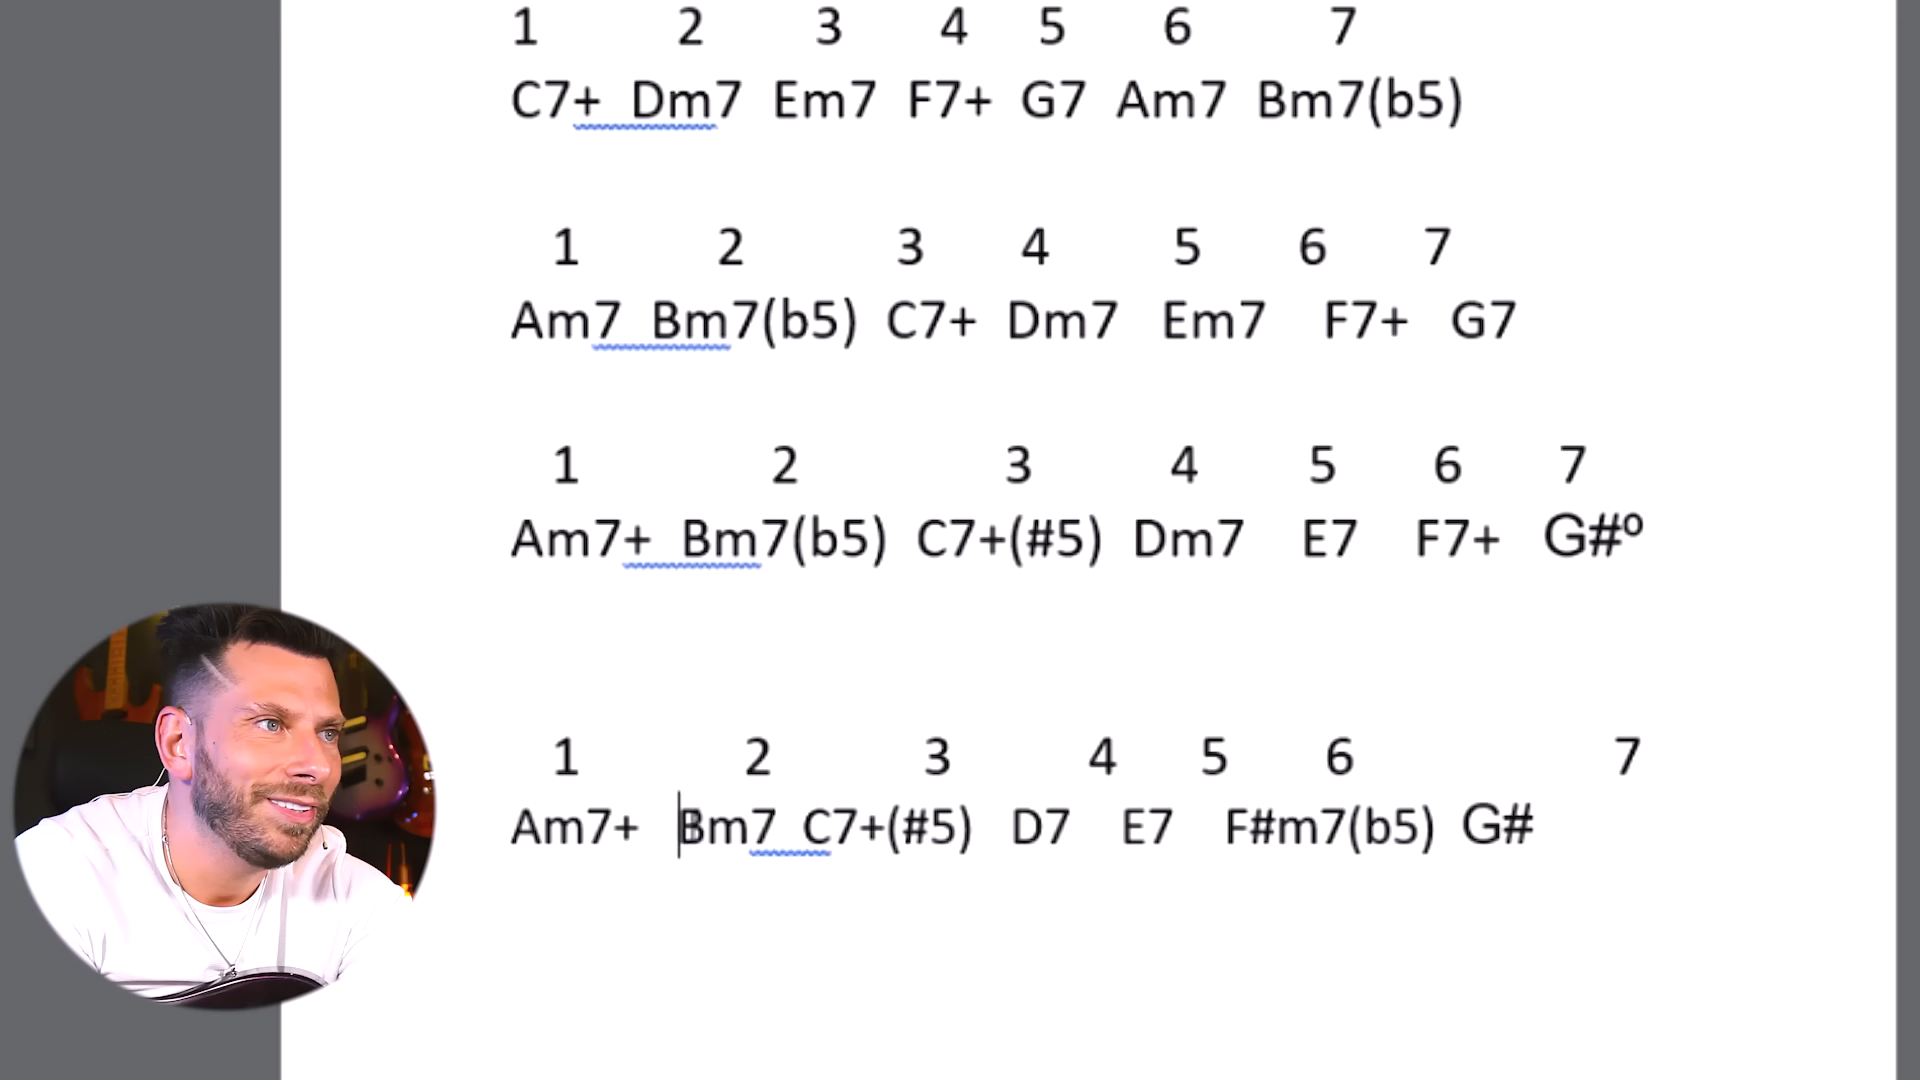 1 2 3 4 5 6 7
C7+ Dm7 Em7 F7+ G7 Am7 Bm7(b5)
1 2 3 4 5 6 7
Am7 Bm7(b5) C7+ Dm7 Em7 F7+ G7
1 2 3 4 5 6 7
Am7+ Bm7(b5) C7+(#5) Dm7 E7 F7+ G#º
1 2 3 4 5 6 7
Am7+ Bm7 C7+(#5) D7 E7 F#m7(b5) G#